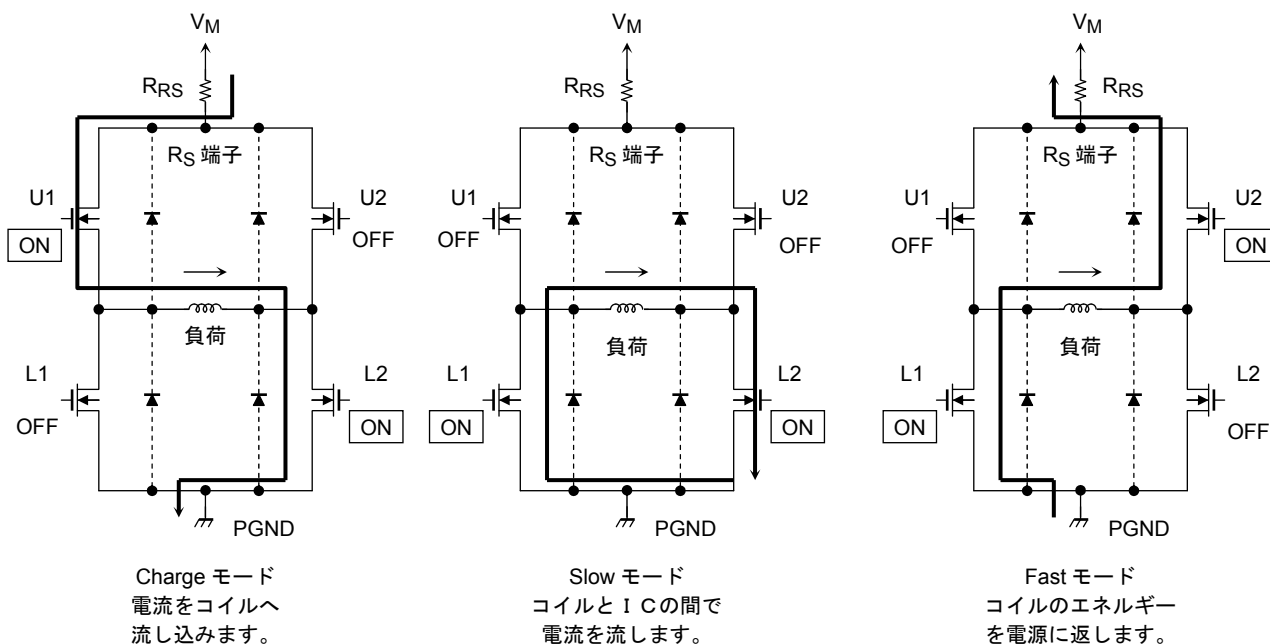 VM
RRS
RS 端子
U1
ON
U2
OFF
負荷
L1
OFF
L2
ON
PGND
Charge モード
電流をコイルへ
流し込みます。
VM
RRS
RS 端子
U1
OFF
U2
OFF
負荷
L1
ON
L2
ON
PGND
Slow モード
コイルとＩＣの間で
電流を流します。
VM
RRS
RS 端子
U1
OFF
U2
ON
負荷
L1
ON
L2
OFF
PGND
Fast モード
コイルのエネルギー
を電源に返します。